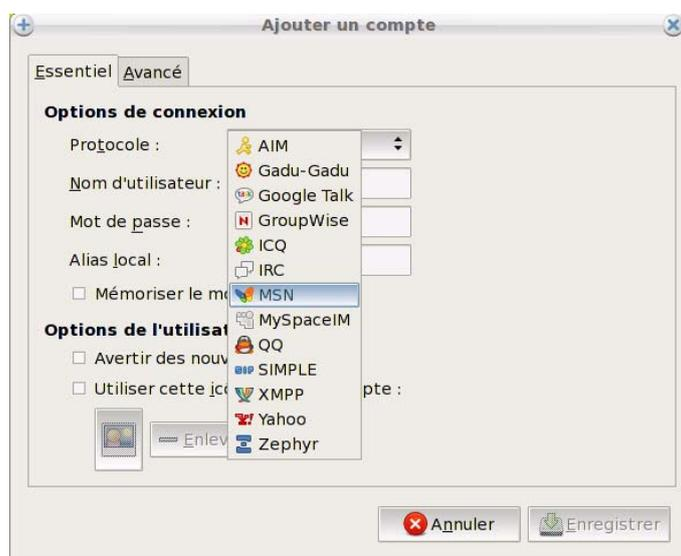 Ajouter un compte
Essentiel Avancé
Options de connexion
Protocole :
AIM
Gadu-Gadu
Google Talk
GroupWise
ICQ
IRC
MSN
MySpaceIM
QQ
SIMPLE
XMPP
Yahoo
Zephyr
Nom d'utilisateur :
Mot de passe :
Alias local :
Mémoriser le mo
Options de l'utilisat
Avertir des nouv
Utiliser cette icô pte :
Enlev
Annuler Enregistrer